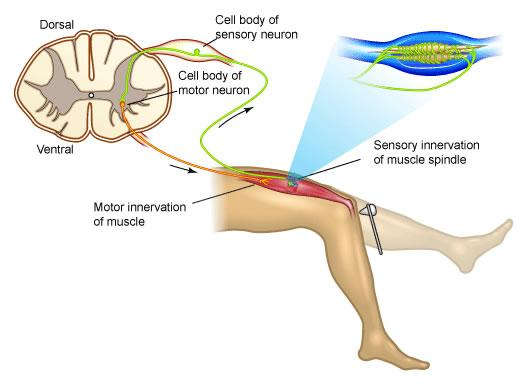 Dorsal
Cell body of
sensory neuron
Cell body of
motor neuron
Ventral
Sensory innervation
of muscle spindle
Motor innervation
of muscle